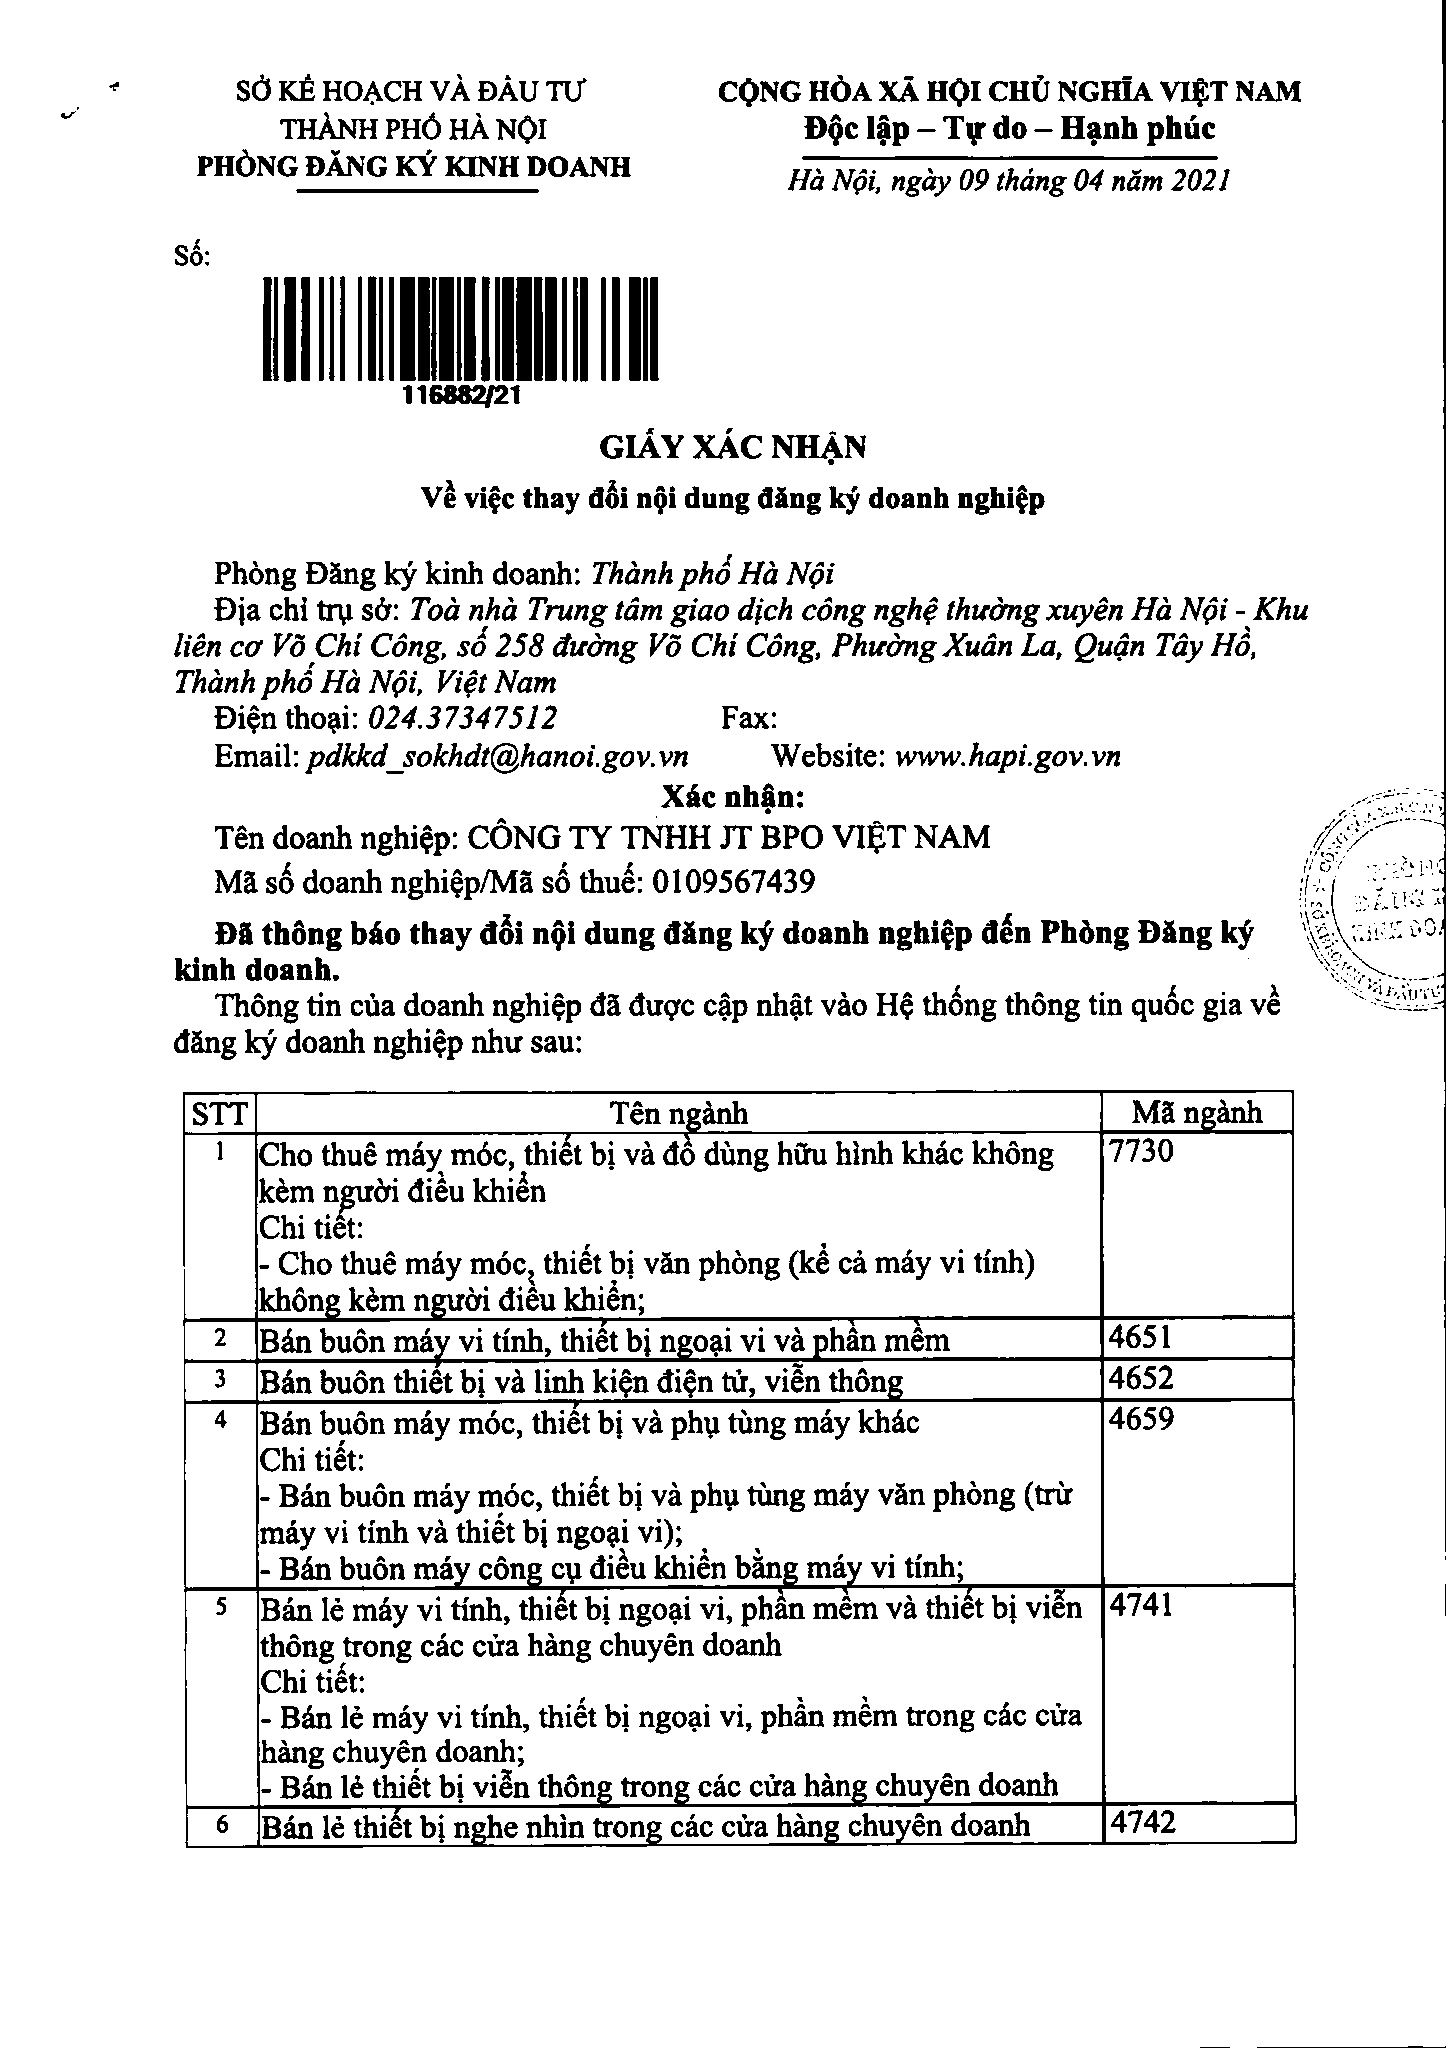 SỞ KẾ HOẠCH VÀ ĐẦU TƯ
THÀNH PHỐ HÀ NỘI
PHÒNG ĐĂNG KÝ KINH DOANH
CỘNG HÒA XÃ HỘI CHỦ NGHĨA VIỆT NAM
Độc lập – Tự do – Hạnh phúc
Hà Nội, ngày 09 tháng 04 năm 2021
Số:
116882/21
GIẤY XÁC NHẬN
Về việc thay đổi nội dung đăng ký doanh nghiệp
Phòng Đăng ký kinh doanh: Thành phố Hà Nội
Địa chỉ trụ sở: Toà nhà Trung tâm giao dịch công nghệ thường xuyên Hà Nội - Khu
liên cơ Võ Chí Công, số 258 đường Võ Chí Công, Phường Xuân La, Quận Tây Hồ,
Thành phố Hà Nội, Việt Nam
Điện thoại: 024.37347512 Fax:
Email: pdkkd_sokhdt@hanoi.gov.vn Website: www.hapi.gov.vn
Xác nhận:
Tên doanh nghiệp: CÔNG TY TNHH JT BPO VIỆT NAM
Mã số doanh nghiệp/Mã số thuế: 0109567439
Đã thông báo thay đổi nội dung đăng ký doanh nghiệp đến Phòng Đăng ký
kinh doanh.
Thông tin của doanh nghiệp đã được cập nhật vào Hệ thống thông tin quốc gia về
đăng ký doanh nghiệp như sau:
STT Tên ngành Mã ngành
1 Cho thuê máy móc, thiết bị và đồ dùng hữu hình khác không 7730
kèm người điều khiển
Chi tiết:
- Cho thuê máy móc, thiết bị văn phòng (kể cả máy vi tính)
không kèm người điều khiển;
2 Bán buôn máy vi tính, thiết bị ngoại vi và phần mềm 4651
3 Bán buôn thiết bị và linh kiện điện tử, viễn thông 4652
4 Bán buôn máy móc, thiết bị và phụ tùng máy khác 4659
Chi tiết:
- Bán buôn máy móc, thiết bị và phụ tùng máy văn phòng (trừ
máy vi tính và thiết bị ngoại vi);
- Bán buôn máy công cụ điều khiển bằng máy vi tính;
5 Bán lẻ máy vi tính, thiết bị ngoại vi, phần mềm và thiết bị viễn 4741
thông trong các cửa hàng chuyên doanh
Chi tiết:
- Bán lẻ máy vi tính, thiết bị ngoại vi, phần mềm trong các cửa
hàng chuyên doanh;
- Bán lẻ thiết bị viễn thông trong các cửa hàng chuyên doanh
6 Bán lẻ thiết bị nghe nhìn trong các cửa hàng chuyên doanh 4742